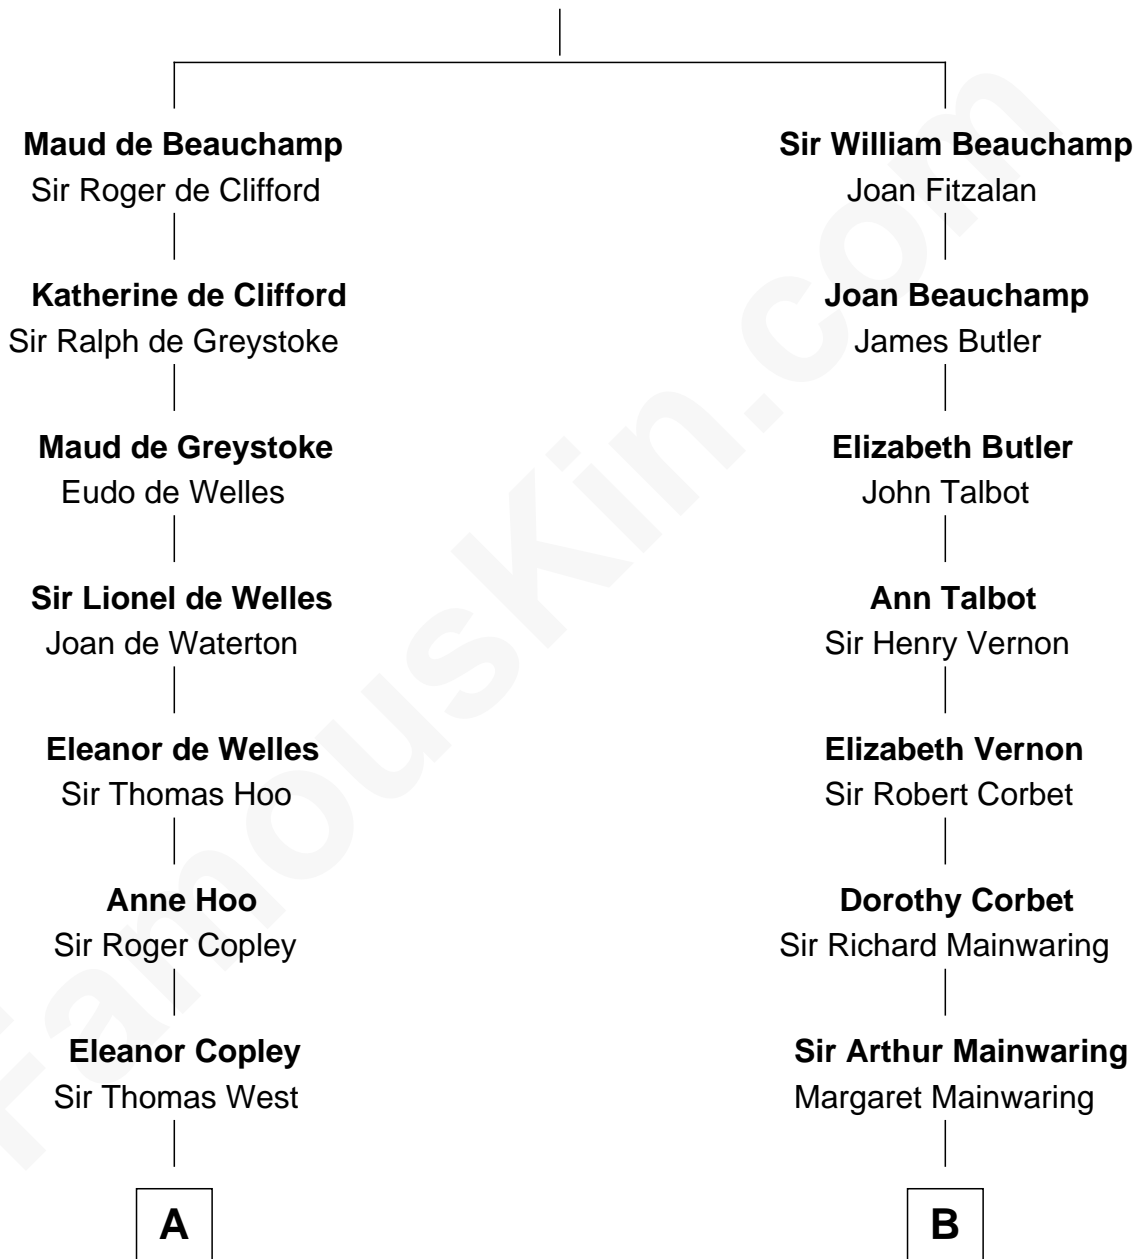 Maud de Beauchamp
Sir Roger de Clifford
Katherine de Clifford
Sir Ralph de Greystoke
Maud de Greystoke
Eudo de Welles
Sir Lionel de Welles
Joan de Waterton
Eleanor de Welles
Sir Thomas Hoo
Anne Hoo
Sir Roger Copley
Eleanor Copley
Sir Thomas West
A
Sir William Beauchamp
Joan Fitzalan
Joan Beauchamp
James Butler
Elizabeth Butler
John Talbot
Ann Talbot
Sir Henry Vernon
Elizabeth Vernon
Sir Robert Corbet
Dorothy Corbet
Sir Richard Mainwaring
Sir Arthur Mainwaring
Margaret Mainwaring
B
FamousKin.com